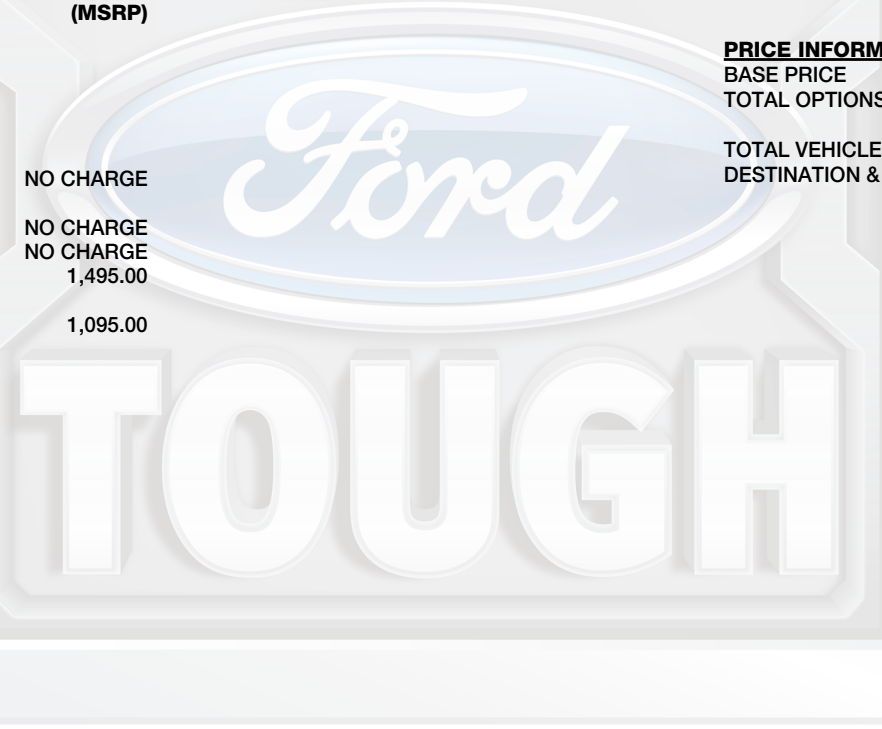 (MSRP)
NO CHARGE
NO CHARGE
NO CHARGE
1,495.00
1,095.00
PRICE INFORM
BASE PRICE
TOTAL OPTIONS
TOTAL VEHICLE
DESTINATION &
Ford
TOUGH